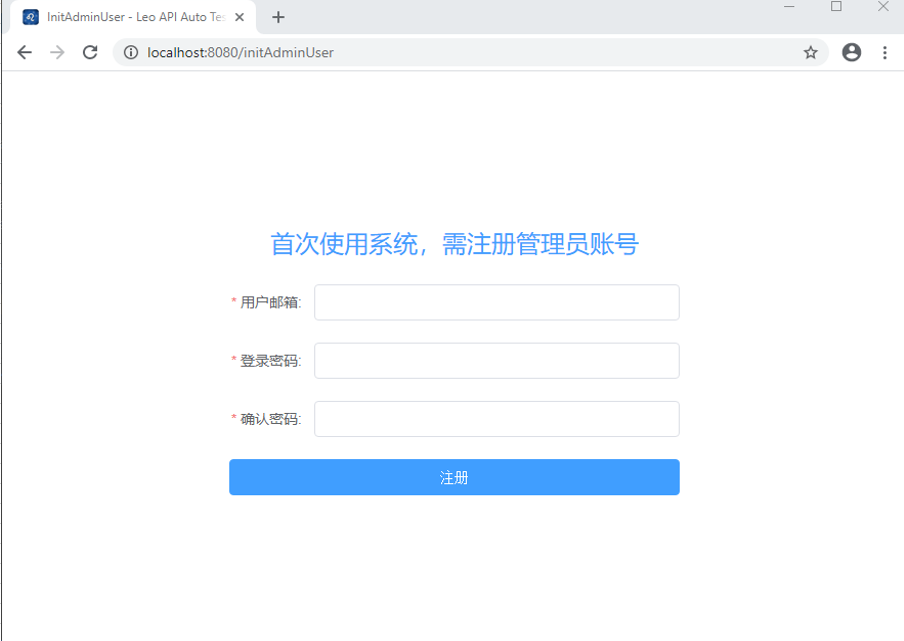 InitAdminUser - Leo API Auto Tes
localhost:8080/initAdminUser
首次使用系统，需注册管理员账号
* 用户邮箱:
* 登录密码:
* 确认密码:
注册